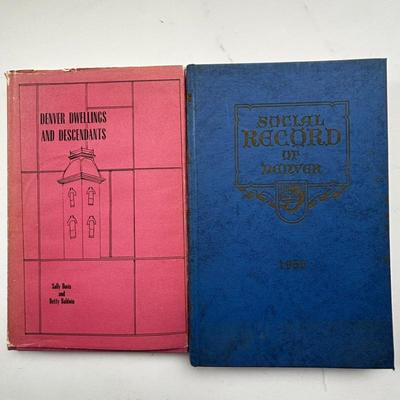 DENVER DWELLINGS
AND DESCENDANTS
Sally Davis
and
Betty Baldwin
SOCIAL
RECORD
OF
DENVER